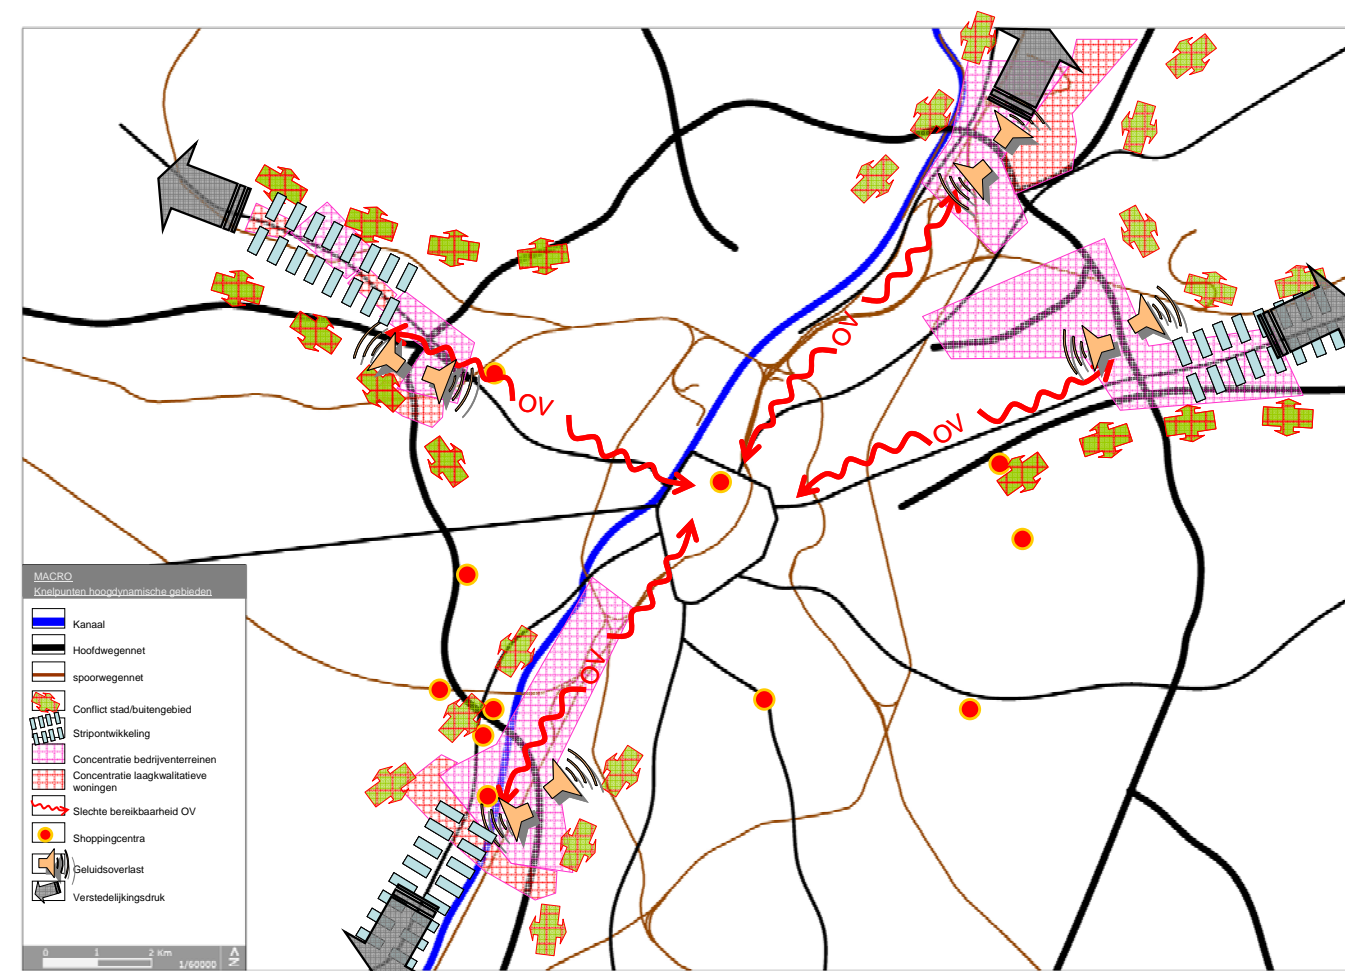 OV
OV
OV
OV
MACRO
Knelpunten hoogdynamische gebieden
Kanaal
Hoofdwegennet
spoorwegennet
Conflict stad/buitengebied
Stripontwikkeling
Concentratie bedrijventerreinen
Concentratie laagkwalitatieve
woningen
Slechte bereikbaarheid OV
Shoppingcentra
Geluidsoverlast
Verstedelijkingsdruk
0 1 2 Km
1/60000
N